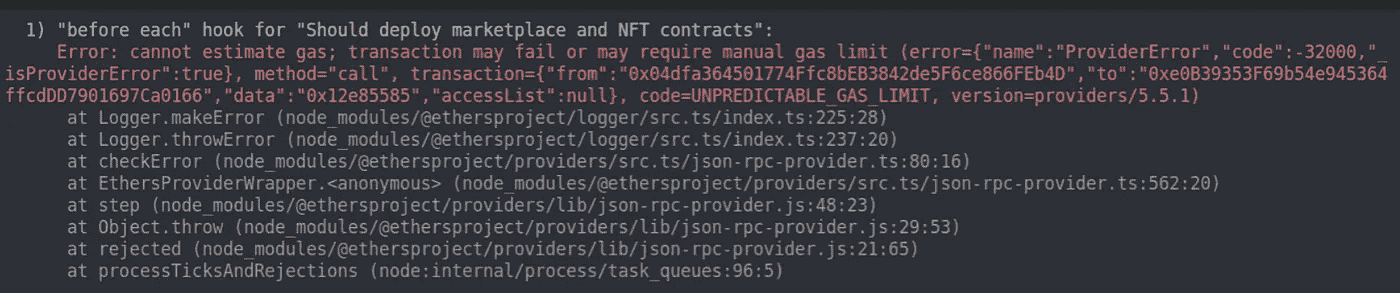 1) "before each" hook for "Should deploy marketplace and NFT contracts":
Error: cannot estimate gas; transaction may fail or may require manual gas limit (error={"name":"ProviderError","code":-32000,"_
isProviderError":true}, method="call", transaction={"from":"0x04dfa364501774Ffc8bEB3842de5F6ce866FEb4D","to":"0xe0B39353F69b54e945364
ffcdDD7901697Ca0166","data":"0x12e85585","accessList":null}, code=UNPREDICTABLE_GAS_LIMIT, version=providers/5.5.1)
at Logger.makeError (node_modules/@ethersproject/logger/src.ts/index.ts:225:28)
at Logger.throwError (node_modules/@ethersproject/logger/src.ts/index.ts:237:20)
at checkError (node_modules/@ethersproject/providers/src.ts/json-rpc-provider.ts:80:16)
at EthersProviderWrapper.<anonymous> (node_modules/@ethersproject/providers/src.ts/json-rpc-provider.ts:562:20)
at step (node_modules/@ethersproject/providers/lib/json-rpc-provider.js:48:23)
at Object.throw (node_modules/@ethersproject/providers/lib/json-rpc-provider.js:29:53)
at rejected (node_modules/@ethersproject/providers/lib/json-rpc-provider.js:21:65)
at processTicksAndRejections (node:internal/process/task_queues:96:5)